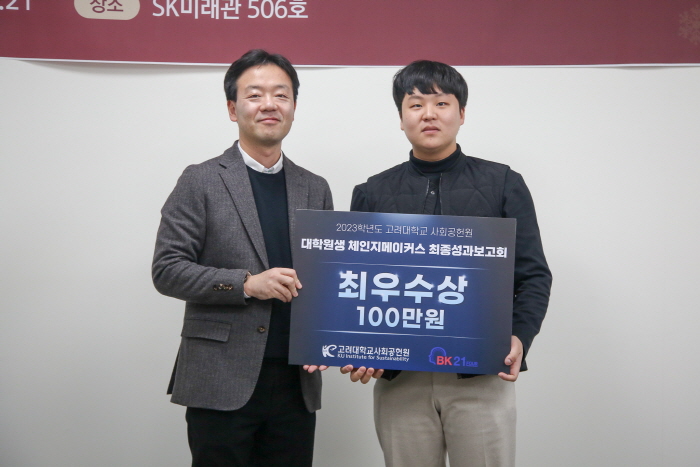 .21 장소 SK미래관 506호
2023학년도 고려대학교 사회공헌원
대학원생 체인지메이커스 최종성과보고회
최우수상
100만원
고려대학교사회공헌원
KU Institute for Sustainability
BK21